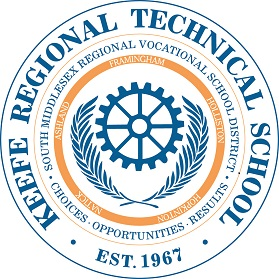 KEEFE REGIONAL TECHNICAL SCHOOL
· EST. 1967 ·
SOUTH MIDDLESEX REGIONAL VOCATIONAL SCHOOL DISTRICT
· CHOICES · OPPORTUNITIES · RESULTS ·
FRAMINGHAM
ASHLAND
HOLLISTON
NATICK
HOPKINTON